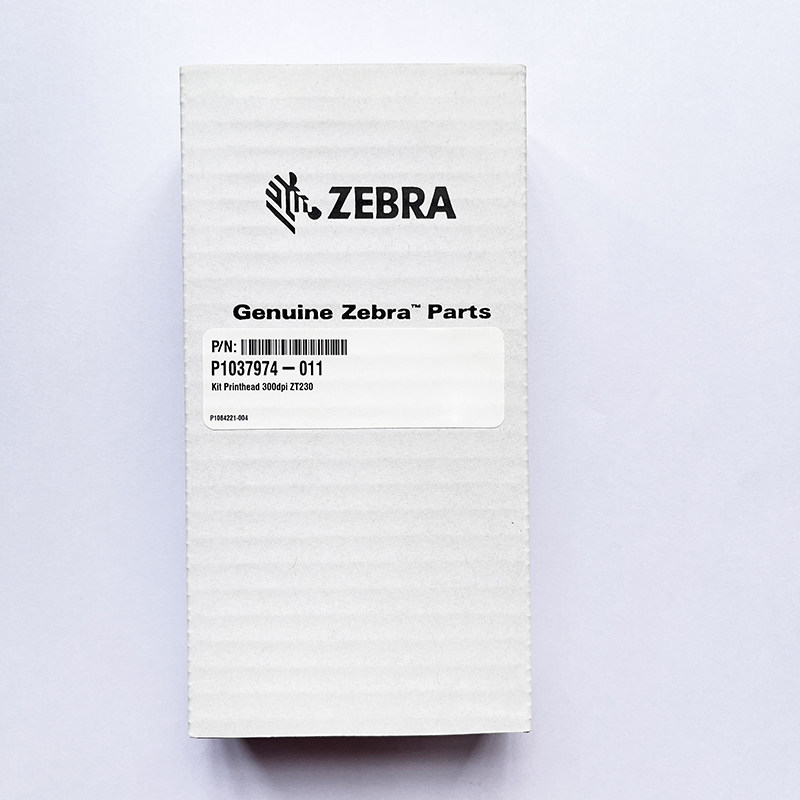 ZEBRA
Genuine Zebra™ Parts
P/N:
P1037974 – 011
Kit Printhead 300dpi ZT230
P1084221-004